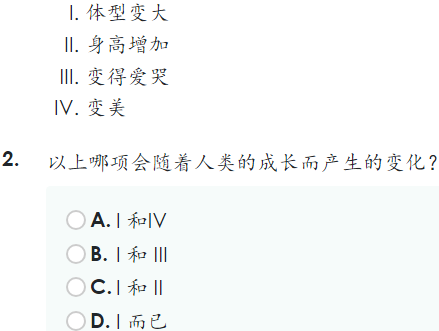 I. 体型变大
II. 身高增加
III. 变得爱哭
IV. 变美
2. 以上哪项会随着人类的成长而产生的变化?
A. I 和IV
B. I 和 III
C. I 和 II
D. I 而已